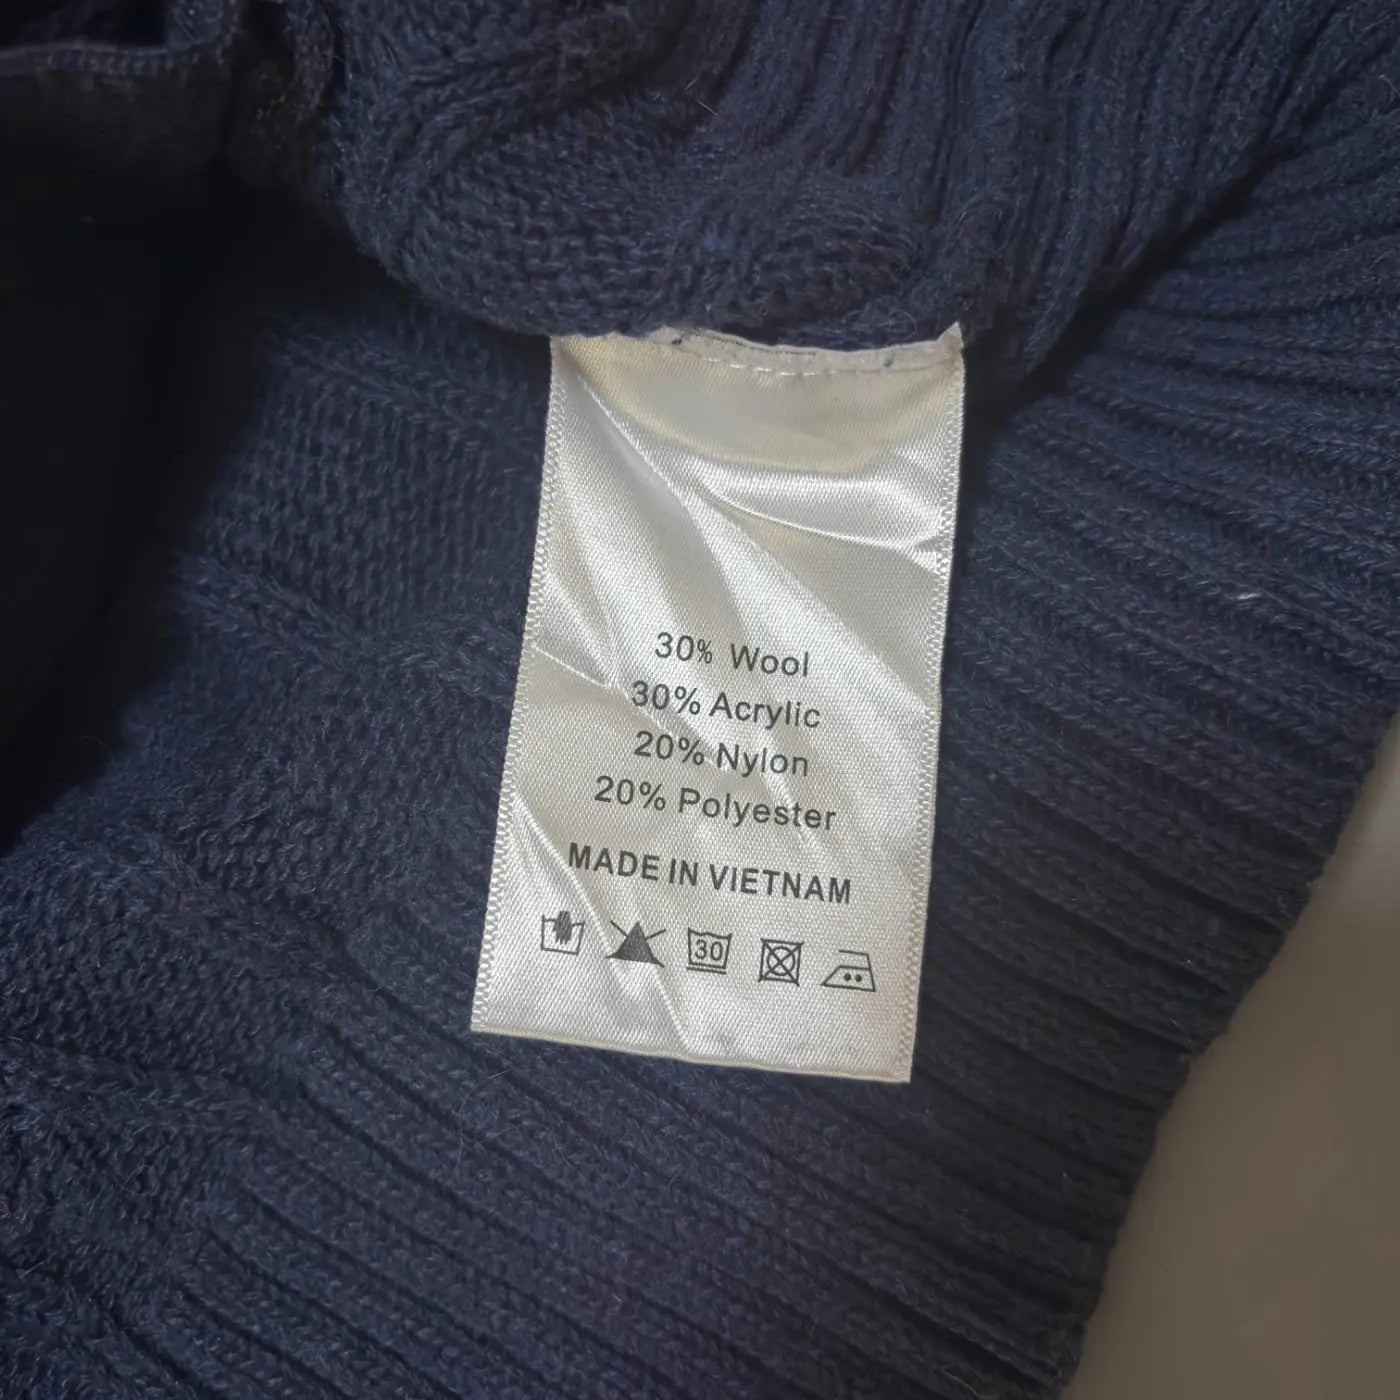 30% Wool
30% Acrylic
20% Nylon
20% Polyester
MADE IN VIETNAM
30